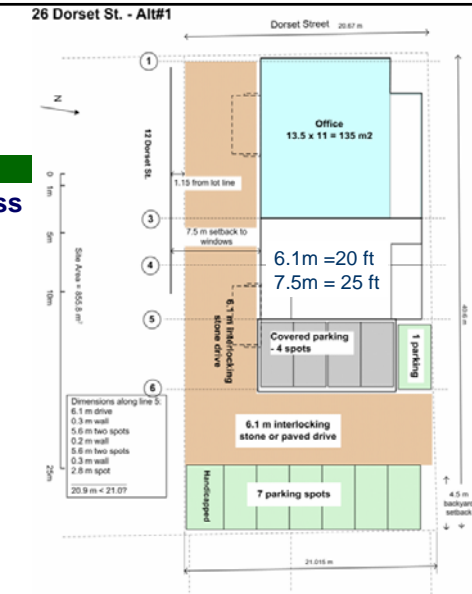 26 Dorset St. - Alt#1
Dorset Street 20.67 m
1
N
Office
13.5 x 11 = 135 m2
12 Dorset St.
ss
0
1m
1.15 from lot line
3
5m
7.5 m setback to
windows
6.1m =20 ft
7.5m = 25 ft
4
Site Area = 855.8 m²
10m
6.1 m interlocking
stone drive
5
Covered parking
- 4 spots
1 parking
6
Dimensions along line 5:
6.1 m drive
0.3 m wall
5.6 m two spots
0.2 m wall
5.6 m two spots
0.3 m wall
2.8 m spot
20.9 m < 21.0?
6.1 m interlocking
stone or paved drive
25m
Handicapped
7 parking spots
4.5 m
backyard
setback
21.015 m